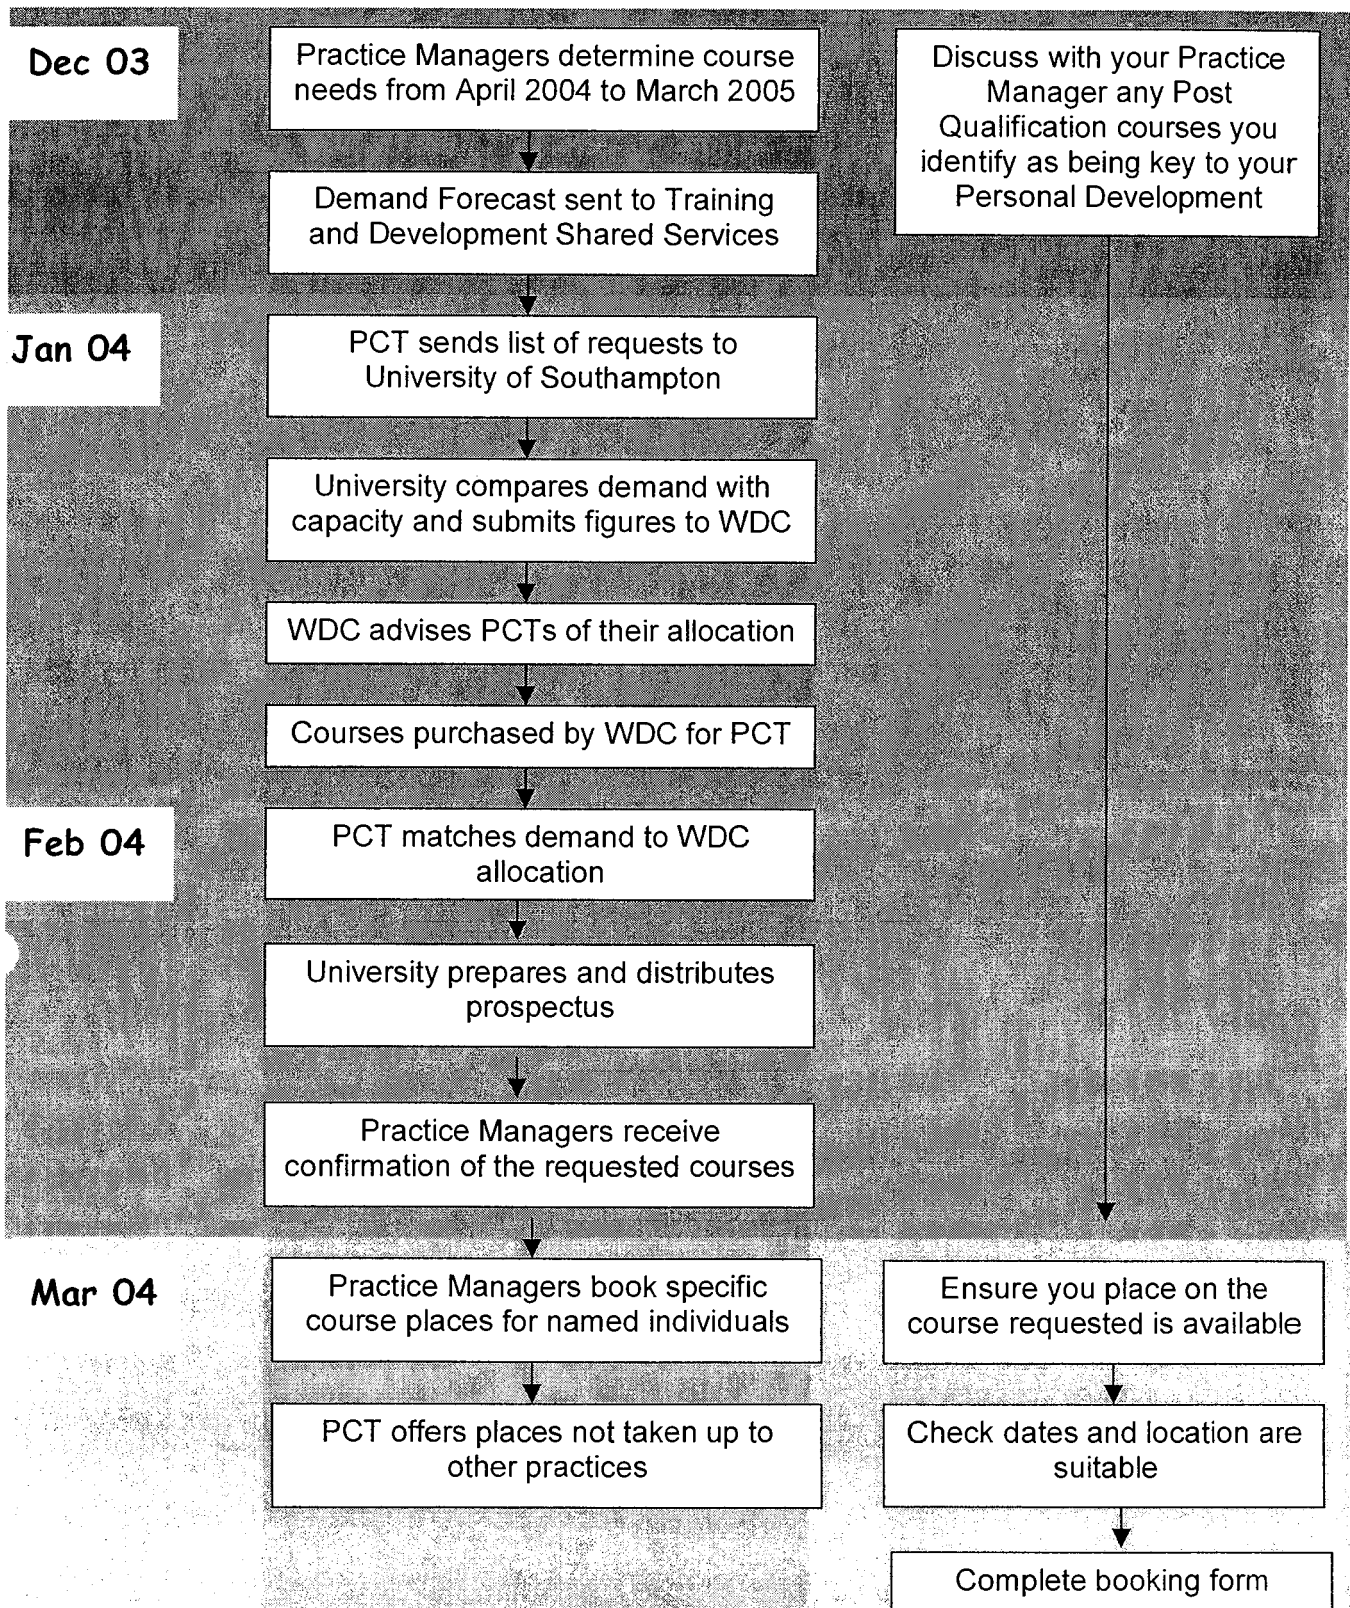 Dec 03
Practice Managers determine course
needs from April 2004 to March 2005
Demand Forecast sent to Training
and Development Shared Services
Discuss with your Practice
Manager any Post
Qualification courses you
identify as being key to your
Personal Development
Jan 04
PCT sends list of requests to
University of Southampton
University compares demand with
capacity and submits figures to WDC
WDC advises PCTs of their allocation
Courses purchased by WDC for PCT
Feb 04
PCT matches demand to WDC
allocation
University prepares and distributes
prospectus
Practice Managers receive
confirmation of the requested courses
Mar 04
Practice Managers book specific
course places for named individuals
PCT offers places not taken up to
other practices
Ensure you place on the
course requested is available
Check dates and location are
suitable
Complete booking form